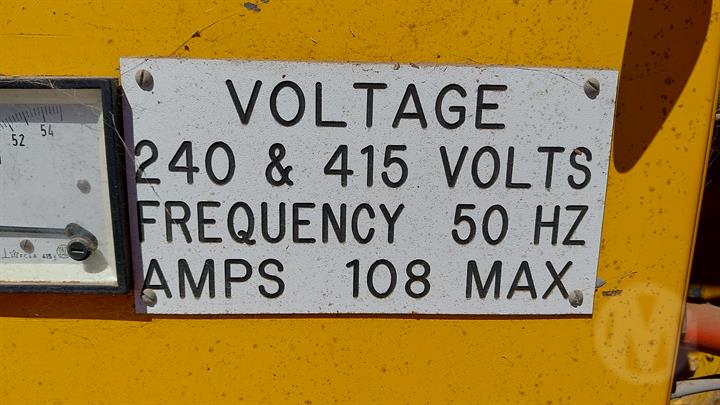 VOLTAGE
240 & 415 VOLTS
FREQUENCY 50 HZ
AMPS 108 MAX
52 54
M